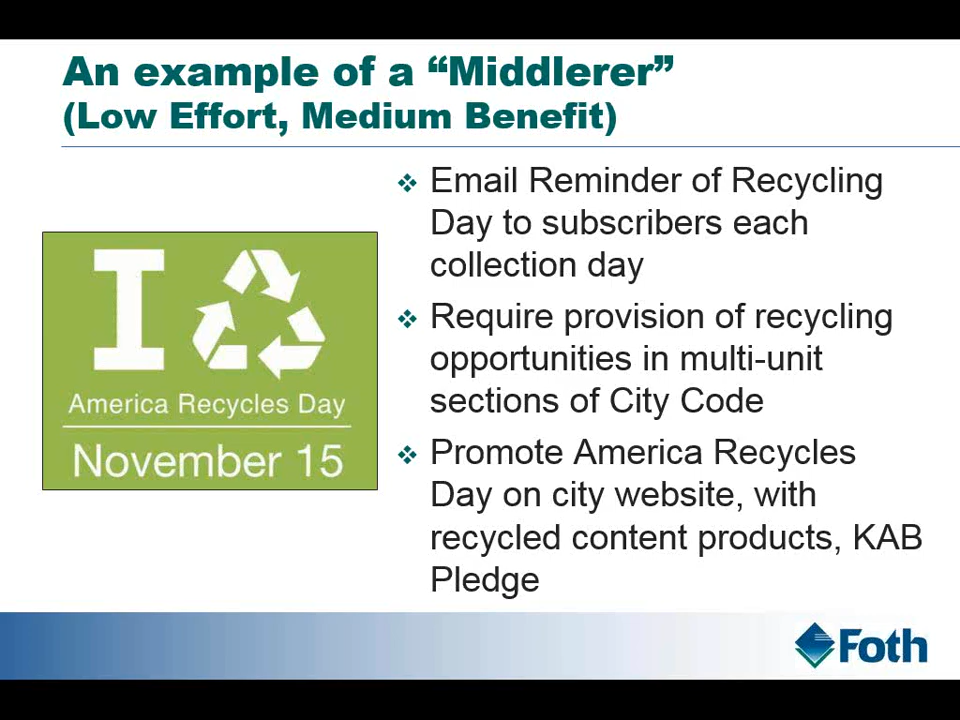 An example of a “Middlerer”
(Low Effort, Medium Benefit)
I
America Recycles Day
November 15
Email Reminder of Recycling
Day to subscribers each
collection day
Require provision of recycling
opportunities in multi-unit
sections of City Code
Promote America Recycles
Day on city website, with
recycled content products, KAB
Pledge
Foth